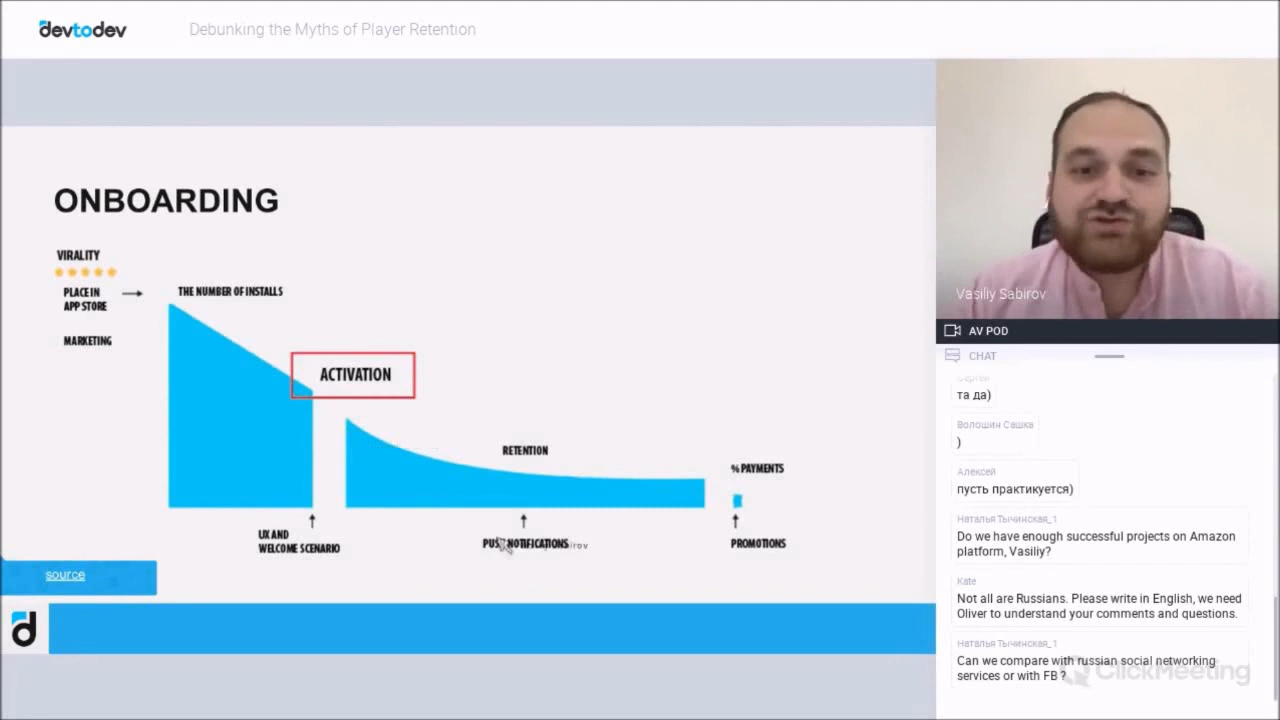 devtodev
Debunking the Myths of Player Retention
ONBOARDING
VIRALITY
PLACE IN
APP STORE
MARKETING
THE NUMBER OF INSTALLS
ACTIVATION
RETENTION
% PAYMENTS
UX AND
WELCOME SCENARIO
PUSH NOTIFICATIONS
PROMOTIONS
source
d
Vasiliy Sabirov
AV POD
CHAT
Сергей
та да)
Волошин Сашка
)
Алексей
пусть практикуется)
Наталья Тычинская_1
Do we have enough successful projects on Amazon
platform, Vasiliy?
Kate
Not all are Russians. Please write in English, we need
Oliver to understand your comments and questions.
Наталья Тычинская_1
Can we compare with russian social networking
services or with FB ?
ClickMeeting